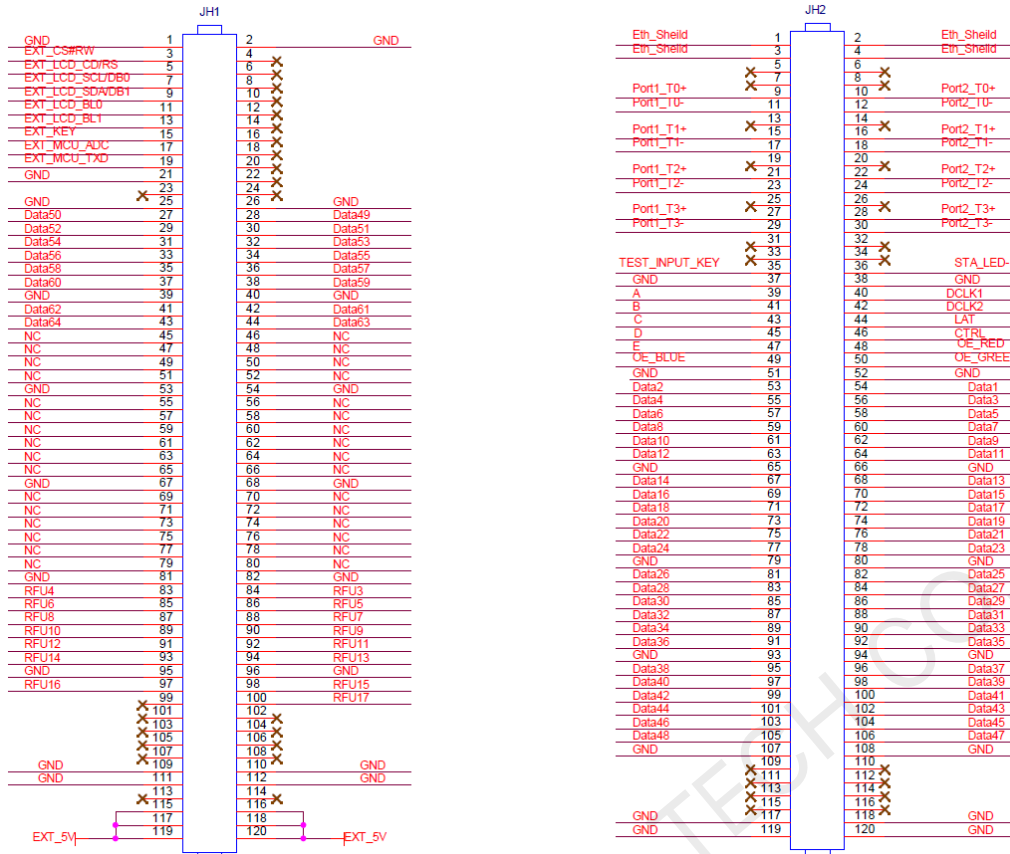 JH1
GND 1 2 GND
EXT_CS#RW 3 4
EXT_LCD_CD/RS 5 6
EXT_LCD_SCL/DB0 7 8
EXT_LCD_SDA/DB1 9 10
EXT_LCD_BL0 11 12
EXT_LCD_BL1 13 14
EXT_KEY 15 16
EXT_MCU_ADC 17 18
EXT_MCU_TXD 19 20
GND 21 22
23 24
GND 25 26 GND
Data50 27 28 Data49
Data52 29 30 Data51
Data54 31 32 Data53
Data56 33 34 Data55
Data58 35 36 Data57
Data60 37 38 Data59
GND 39 40 GND
Data62 41 42 Data61
Data64 43 44 Data63
NC 45 46 NC
NC 47 48 NC
NC 49 50 NC
NC 51 52 NC
GND 53 54 GND
NC 55 56 NC
NC 57 58 NC
NC 59 60 NC
NC 61 62 NC
NC 63 64 NC
NC 65 66 NC
GND 67 68 GND
NC 69 70 NC
NC 71 72 NC
NC 73 74 NC
NC 75 76 NC
NC 77 78 NC
NC 79 80 NC
GND 81 82 GND
RFU4 83 84 RFU3
RFU6 85 86 RFU5
RFU8 87 88 RFU7
RFU10 89 90 RFU9
RFU12 91 92 RFU11
RFU14 93 94 RFU13
GND 95 96 GND
RFU16 97 98 RFU15
99 100 RFU17
101 102
103 104
105 106
107 108
GND 109 110 GND
GND 111 112 GND
113 114
115 116
117 118
EXT_5V 119 120 EXT_5V
JH2
Eth_Sheild 1 2 Eth_Sheild
Eth_Sheild 3 4 Eth_Sheild
5 6
7 8
Port1_T0+ 9 10 Port2_T0+
Port1_T0- 11 12 Port2_T0-
13 14
Port1_T1+ 15 16 Port2_T1+
Port1_T1- 17 18 Port2_T1-
19 20
Port1_T2+ 21 22 Port2_T2+
Port1_T2- 23 24 Port2_T2-
25 26
Port1_T3+ 27 28 Port2_T3+
Port1_T3- 29 30 Port2_T3-
31 32
33 34
TEST_INPUT_KEY 35 36 STA_LED-
GND 37 38 GND
A 39 40 DCLK1
B 41 42 DCLK2
C 43 44 LAT
D 45 46 CTRL
E 47 48 OE_RED
OE_BLUE 49 50 OE_GREE
GND 51 52 GND
Data2 53 54 Data1
Data4 55 56 Data3
Data6 57 58 Data5
Data8 59 60 Data7
Data10 61 62 Data9
Data12 63 64 Data11
GND 65 66 GND
Data14 67 68 Data13
Data16 69 70 Data15
Data18 71 72 Data17
Data20 73 74 Data19
Data22 75 76 Data21
Data24 77 78 Data23
GND 79 80 GND
Data26 81 82 Data25
Data28 83 84 Data27
Data30 85 86 Data29
Data32 87 88 Data31
Data34 89 90 Data33
Data36 91 92 Data35
GND 93 94 GND
Data38 95 96 Data37
Data40 97 98 Data39
Data42 99 100 Data41
Data44 101 102 Data43
Data46 103 104 Data45
Data48 105 106 Data47
GND 107 108 GND
109 110
111 112
113 114
115 116
GND 117 118 GND
GND 119 120 GND
TECH CO